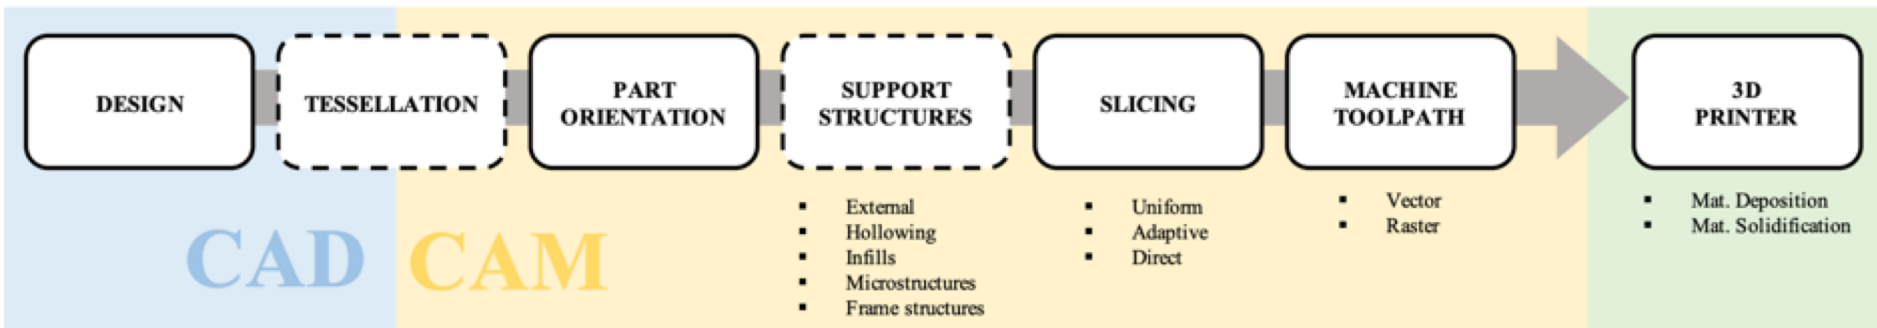 DESIGN
TESSELLATION
PART
ORIENTATION
SUPPORT
STRUCTURES
SLICING
MACHINE
TOOLPATH
3D
PRINTER
▪ External
▪ Hollowing
▪ Infills
▪ Microstructures
▪ Frame structures
▪ Uniform
▪ Adaptive
▪ Direct
▪ Vector
▪ Raster
▪ Mat. Deposition
▪ Mat. Solidification
CAD
CAM